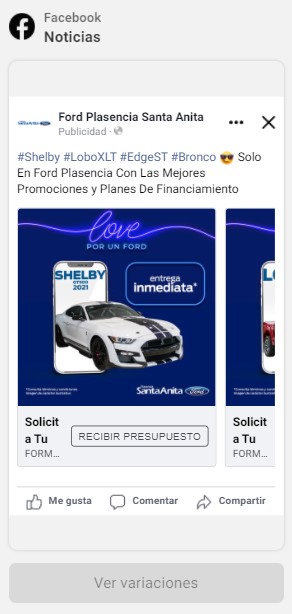 Facebook
Noticias
Ford Plasencia Santa Anita
Publicidad ·
#Shelby #LoboXLT #EdgeST #Bronco 😎 Solo
En Ford Plasencia Con Las Mejores
Promociones y Planes De Financiamiento
love
POR UN FORD
SHELBY
GT500
2021
entrega
inmediata*
SantaAnita Ford
Solicit
a Tu
FORM...
RECIBIR PRESUPUESTO
Solicit
a Tu
FORM...
Me gusta
Comentar
Compartir
Ver variaciones